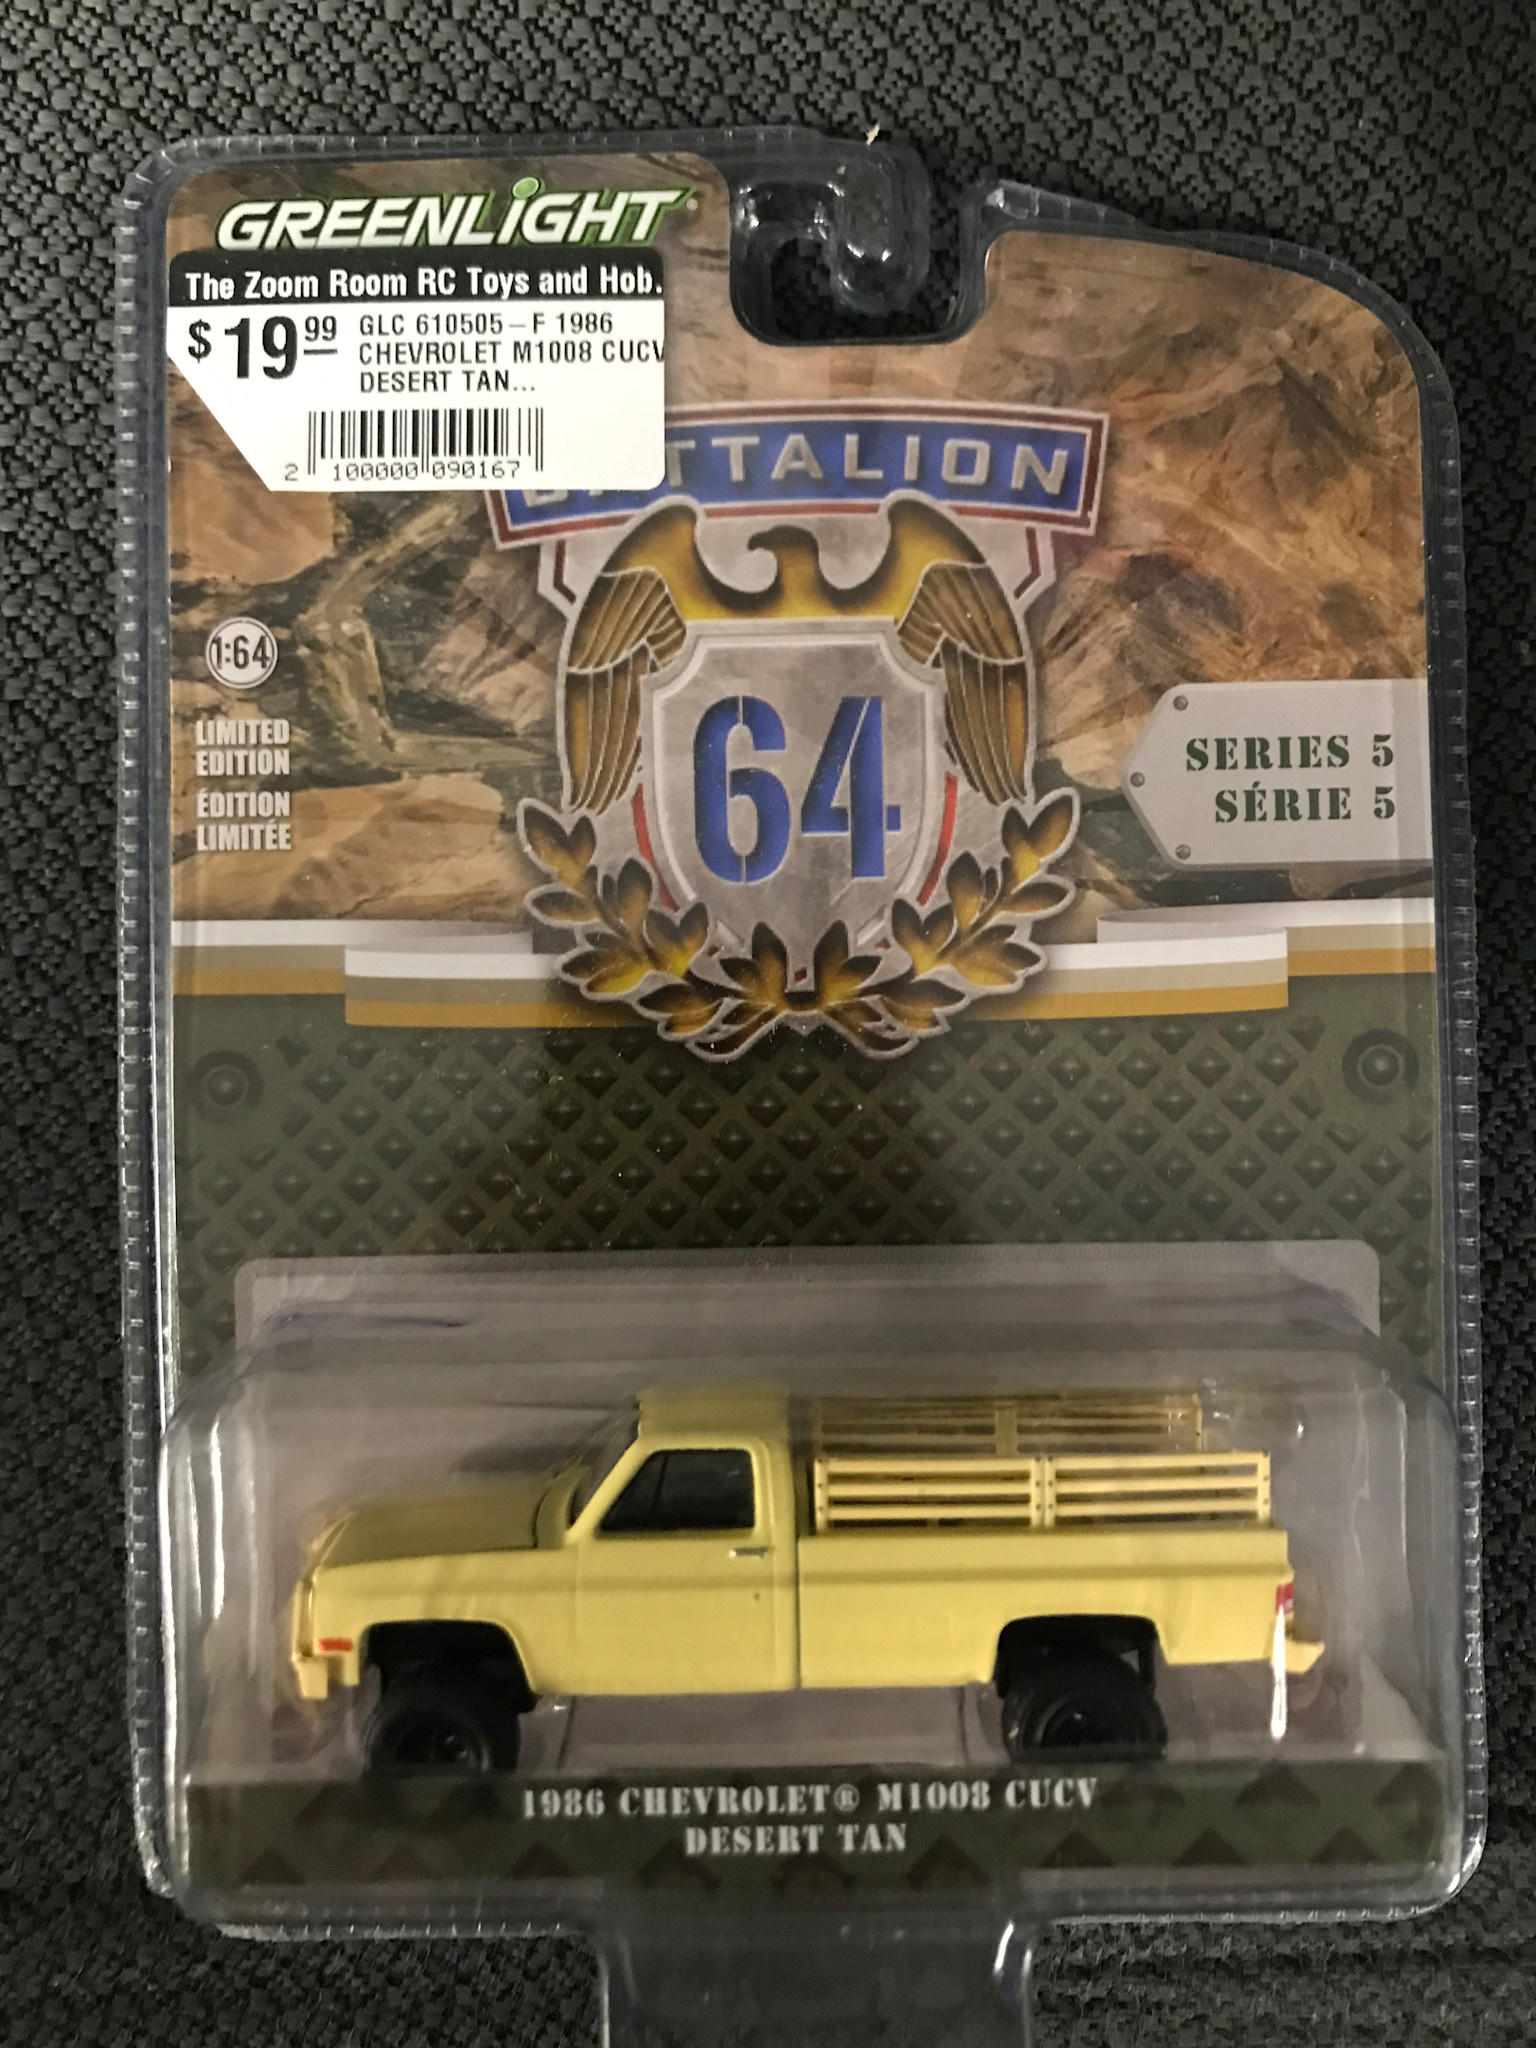 GREENLiGHT
The Zoom Room RC Toys and Hob.
$19.99 GLC 610505-F 1986
CHEVROLET M1008 CUCV
DESERT TAN...
2 100000 090167
TTALION
1:64
LIMITED
EDITION
ÉDITION
LIMITÉE
64
SERIES 5
SÉRIE 5
1986 CHEVROLET® M1008 CUCV
DESERT TAN